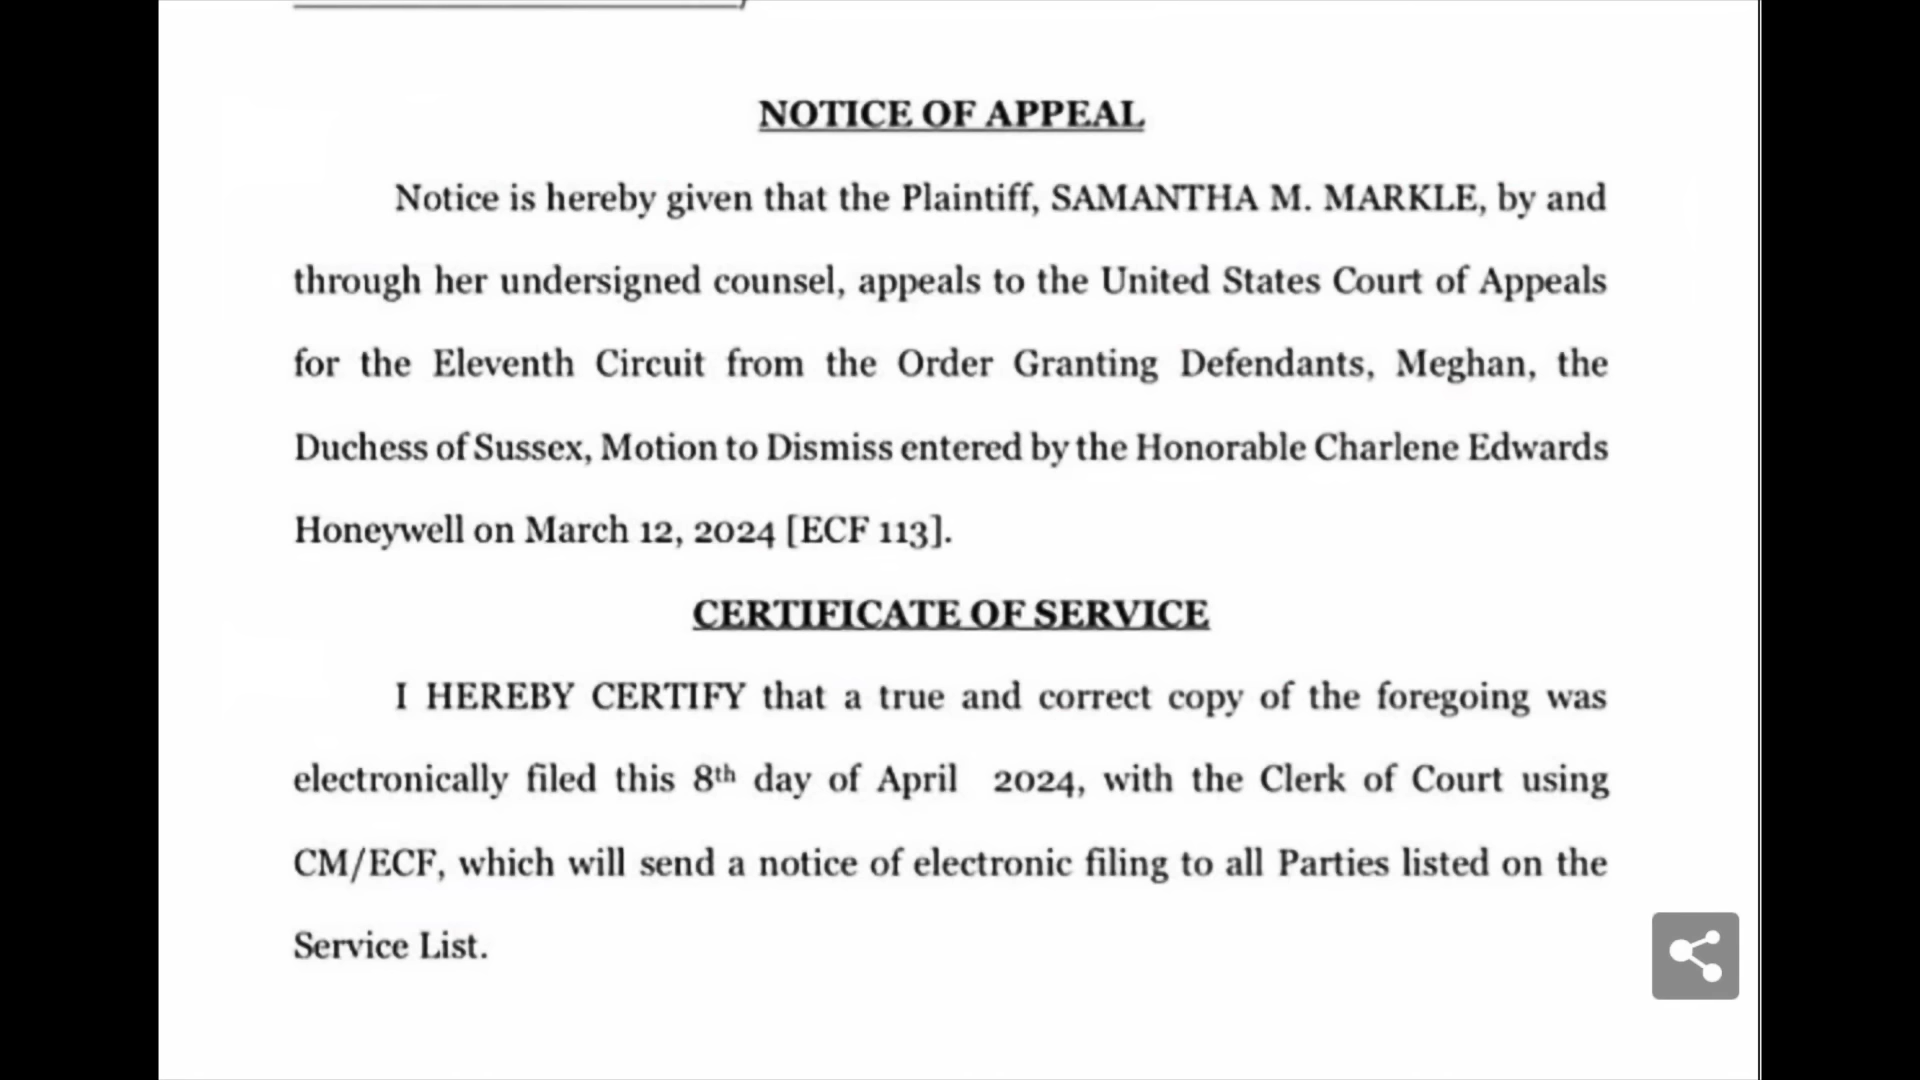 NOTICE OF APPEAL
Notice is hereby given that the Plaintiff, SAMANTHA M. MARKLE, by and
through her undersigned counsel, appeals to the United States Court of Appeals
for the Eleventh Circuit from the Order Granting Defendants, Meghan, the
Duchess of Sussex, Motion to Dismiss entered by the Honorable Charlene Edwards
Honeywell on March 12, 2024 [ECF 113].
CERTIFICATE OF SERVICE
I HEREBY CERTIFY that a true and correct copy of the foregoing was
electronically filed this 8th day of April 2024, with the Clerk of Court using
CM/ECF, which will send a notice of electronic filing to all Parties listed on the
Service List.